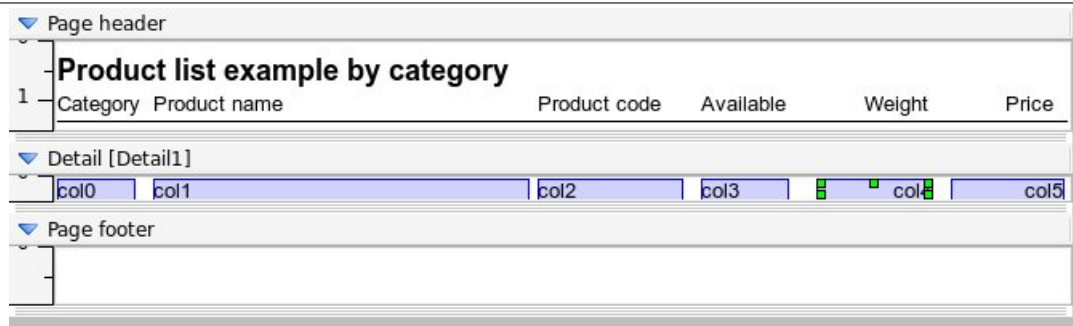 Page header
Product list example by category
1
Category Product name Product code Available Weight Price
Detail [Detail1]
col0 col1 col2 col3 col4 col5
Page footer